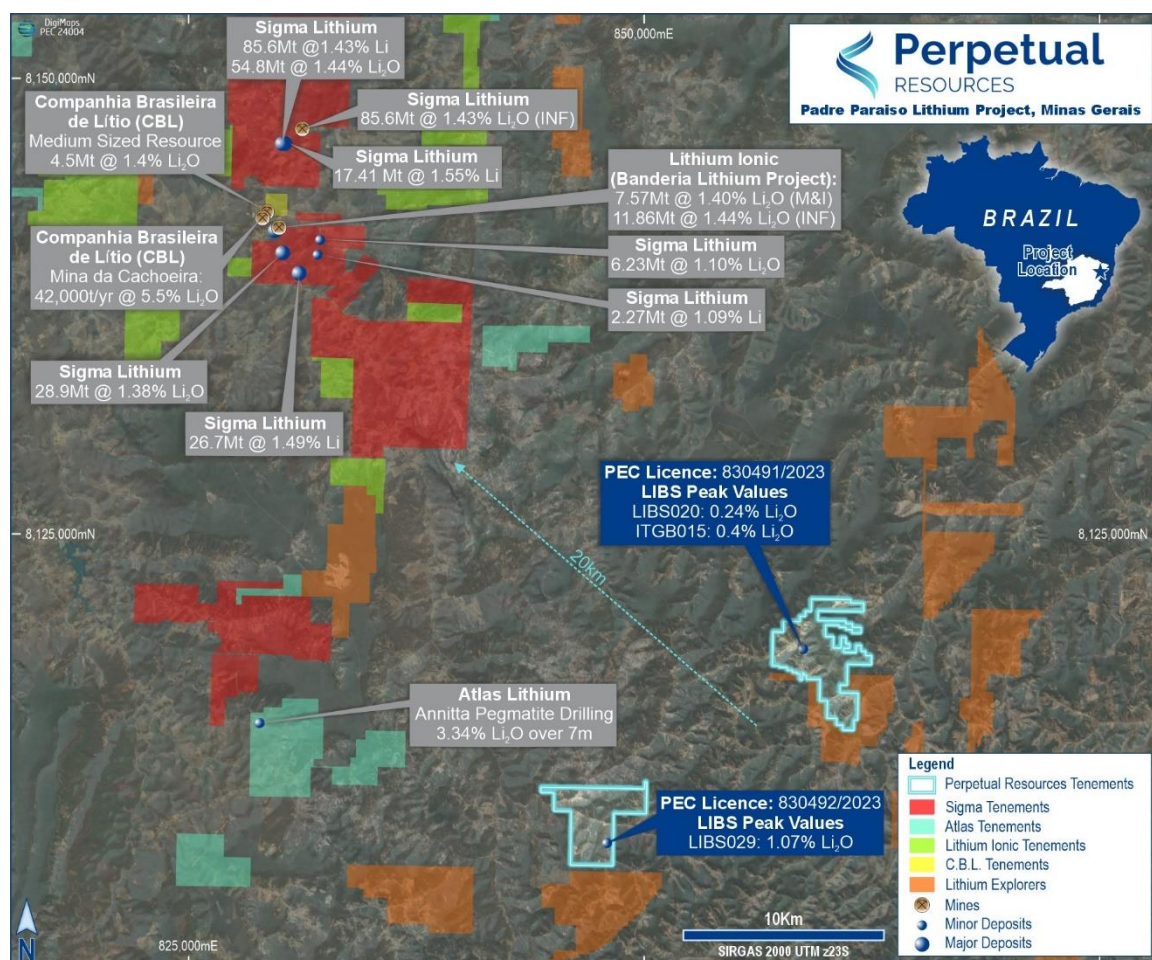 DigiMaps
PEC 24004
850,000mE
8,150,000mN
Perpetual
RESOURCES
Padre Paraiso Lithium Project, Minas Gerais
BRAZIL
Project
Location
Sigma Lithium
85.6Mt @1.43% Li
54.8Mt @ 1.44% Li₂O
Sigma Lithium
85.6Mt @ 1.43% Li₂O (INF)
Companhia Brasileira
de Lítio (CBL)
Medium Sized Resource
4.5Mt @ 1.4% Li₂O
Sigma Lithium
17.41 Mt @ 1.55% Li
Lithium Ionic
(Banderia Lithium Project):
7.57Mt @ 1.40% Li₂O (M&I)
11.86Mt @ 1.44% Li₂O (INF)
Sigma Lithium
6.23Mt @ 1.10% Li₂O
Companhia Brasileira
de Lítio (CBL)
Mina da Cachoeira:
42,000t/yr @ 5.5% Li₂O
Sigma Lithium
2.27Mt @ 1.09% Li
Sigma Lithium
28.9Mt @ 1.38% Li₂O
Sigma Lithium
26.7Mt @ 1.49% Li
PEC Licence: 830491/2023
LIBS Peak Values
LIBS020: 0.24% Li₂O
ITGB015: 0.4% Li₂O
8,125,000mN
8,125,000mN
20km
Atlas Lithium
Annitta Pegmatite Drilling
3.34% Li₂O over 7m
PEC Licence: 830492/2023
LIBS Peak Values
LIBS029: 1.07% Li₂O
Legend
Perpetual Resources Tenements
Sigma Tenements
Atlas Tenements
Lithium Ionic Tenements
C.B.L. Tenements
Lithium Explorers
Mines
Minor Deposits
Major Deposits
N
825,000mE
10Km
SIRGAS 2000 UTM z23S